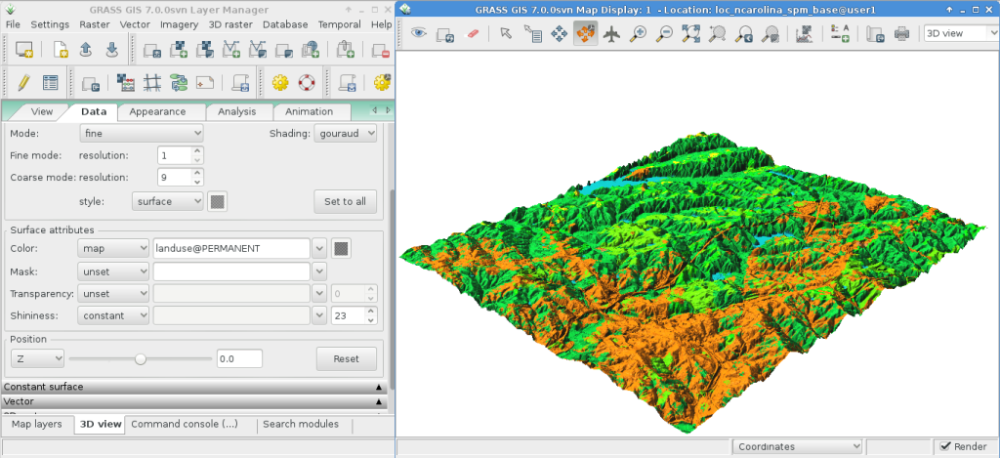 GRASS GIS 7.0.0svn Layer Manager
File Settings Raster Vector Imagery 3D raster Database Temporal Help
View Data Appearance Analysis Animation
Mode: fine Shading: gouraud
Fine mode: resolution: 1
Coarse mode: resolution: 9
style: surface Set to all
Surface attributes
Color: map landuse@PERMANENT
Mask: unset
Transparency: unset 0
Shininess: constant 23
Position
Z 0.0 Reset
Constant surface
Vector
Map layers 3D view Command console (...) Search modules
GRASS GIS 7.0.0svn Map Display: 1 - Location: loc_ncarolina_spm_base@user1
3D view
Coordinates Render